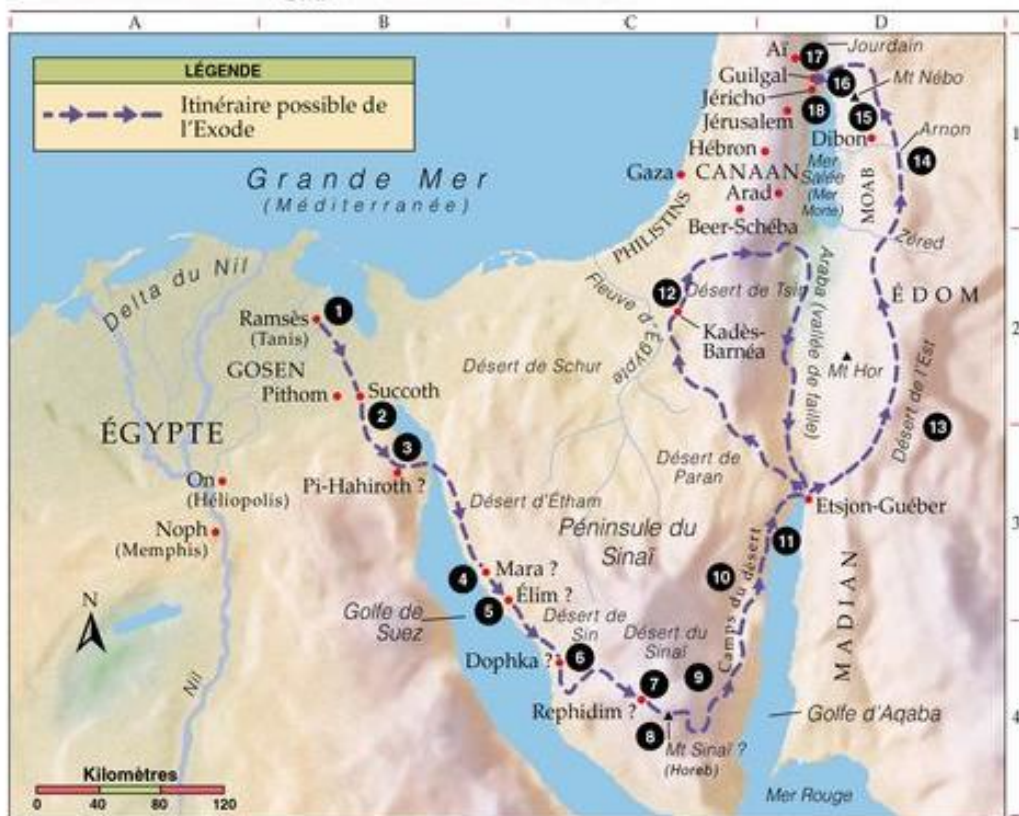 A
B
C
D
LÉGENDE
Itinéraire possible de
l'Exode
Grande Mer
(Méditerranée)
Delta du Nil
Ramsès
(Tanis)
1
GOSEN
Pithom
Succoth
2
3
ÉGYPTE
On
(Héliopolis)
Noph
(Memphis)
Pi-Hahiroth ?
N
Nil
Kilomètres
0
40
80
120
Aï
17
Jourdain
Guilgal
16
Mt Nébo
Jéricho
18
15
Jérusalem
Dibon
Arnon
14
Hébron
Gaza
CANAAN
Mer
Salée
(Mer
Morte)
MOAB
Arad
Beer-Schéba
PHILISTINS
Zéred
Fleuve d'Égypte
12
Désert de Tsin
Araba (vallée de faille)
ÉDOM
Kadès-
Barnéa
Mt Hor
Désert de l'Est
13
Désert de Schur
Désert de
Paran
Désert d'Étham
Etsjon-Guéber
Péninsule du
Sinaï
11
10
Camps du désert
4
Mara ?
5
Élim ?
Golfe de
Suez
Désert de
Sin
6
Désert du
Sinaï
MADIAN
Dophka ?
7
9
Rephidim ?
8
Mt Sinaï ?
(Horeb)
Golfe d'Aqaba
Mer Rouge
1
2
3
4